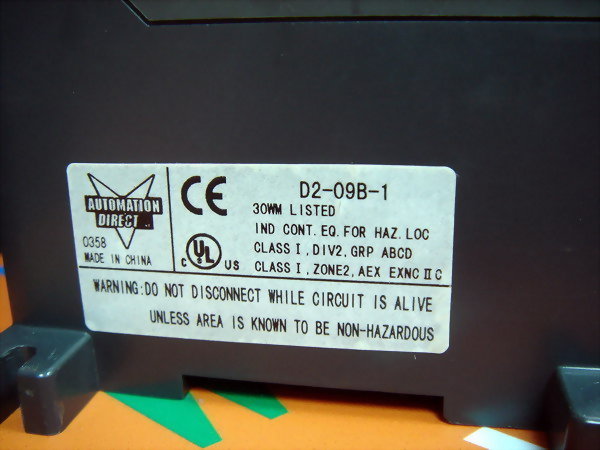 AUTOMATION
DIRECT
0358
MADE IN CHINA
CE
C UL US
D2-09B-1
30WM LISTED
IND CONT. EQ. FOR HAZ. LOC
CLASS I, DIV2, GRP ABCD
CLASS I, ZONE2, AEX EXNC II C
WARNING:DO NOT DISCONNECT WHILE CIRCUIT IS ALIVE
UNLESS AREA IS KNOWN TO BE NON-HAZARDOUS